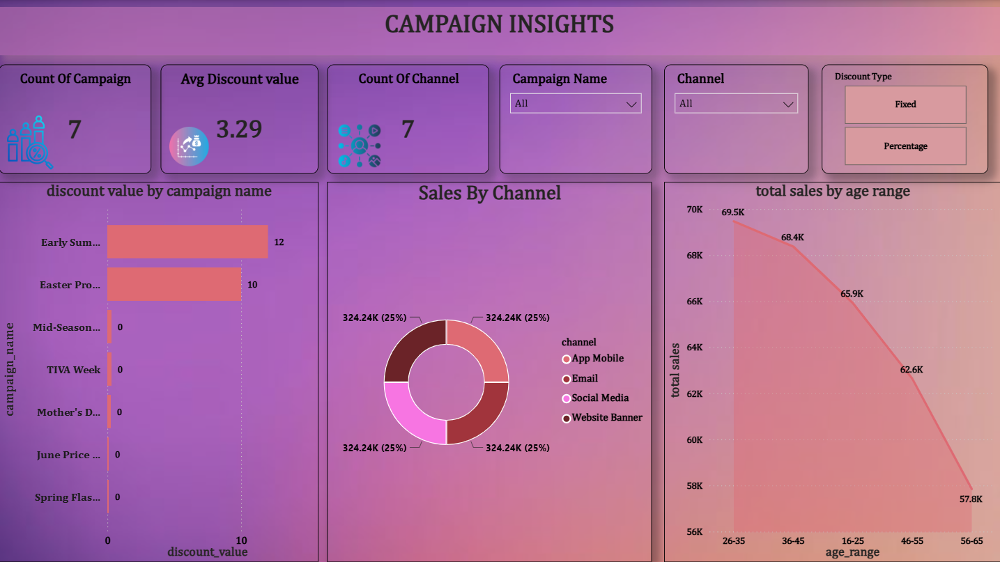 CAMPAIGN INSIGHTS
Count Of Campaign
7
Avg Discount value
3.29
Count Of Channel
7
Campaign Name
All
Channel
All
Discount Type
Fixed
Percentage
discount value by campaign name
campaign_name
Early Sum... 12
Easter Pro... 10
Mid-Season... 0
TIVA Week 0
Mother's D... 0
June Price ... 0
Spring Flas... 0
0 10
discount_value
Sales By Channel
324.24K (25%) 324.24K (25%)
324.24K (25%) 324.24K (25%)
channel
App Mobile
Email
Social Media
Website Banner
total sales by age range
total sales
70K
68K
66K
64K
62K
60K
58K
56K
69.5K
68.4K
65.9K
62.6K
57.8K
26-35 36-45 16-25 46-55 56-65
age_range